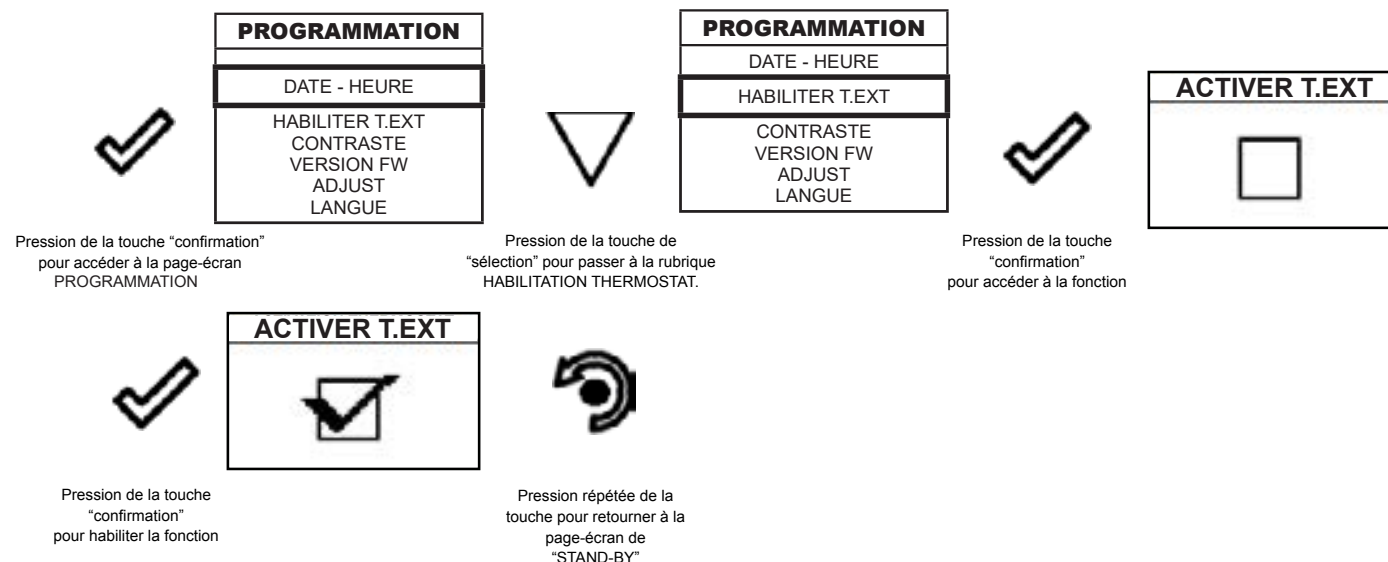 PROGRAMMATION
DATE - HEURE
HABILITER T.EXT
CONTRASTE
VERSION FW
ADJUST
LANGUE
Pression de la touche “confirmation”
pour accéder à la page-écran
PROGRAMMATION
PROGRAMMATION
DATE - HEURE
HABILITER T.EXT
CONTRASTE
VERSION FW
ADJUST
LANGUE
Pression de la touche de
“sélection” pour passer à la rubrique
HABILITATION THERMOSTAT.
ACTIVER T.EXT
Pression de la touche
“confirmation”
pour accéder à la fonction
ACTIVER T.EXT
Pression de la touche
“confirmation”
pour habiliter la fonction
Pression répétée de la
touche pour retourner à la
page-écran de
“STAND-BY”